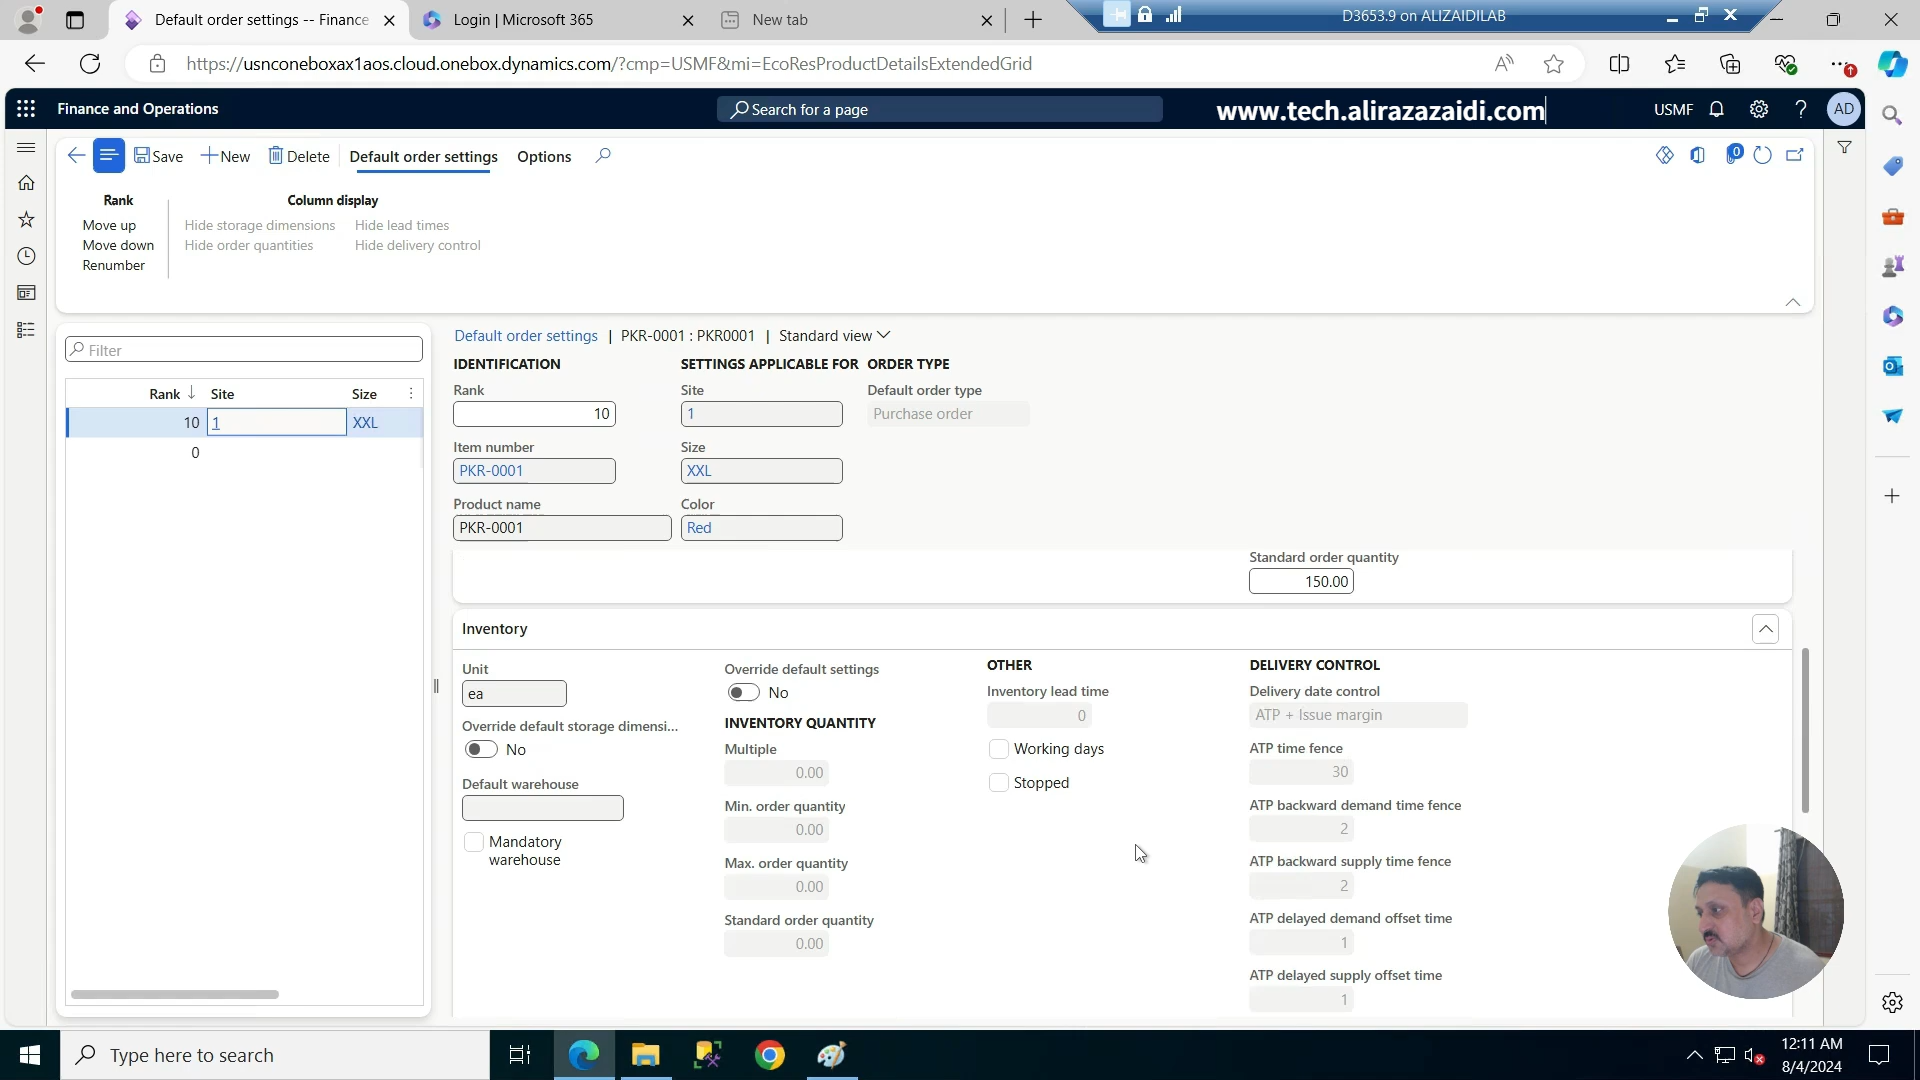 Default order settings -- Finance
Login | Microsoft 365
New tab
D3653.9 on ALIZAIDILAB
https://usnconeboxax1aos.cloud.onebox.dynamics.com/?cmp=USMF&mi=EcoResProductDetailsExtendedGrid
Finance and Operations
Search for a page
www.tech.alirazazaidi.com
USMF
AD
Save
New
Delete
Default order settings
Options
0
Rank
Column display
Move up
Hide storage dimensions
Hide lead times
Move down
Hide order quantities
Hide delivery control
Renumber
Filter
Rank
Site
Size
10
1
XXL
0
Default order settings | PKR-0001 : PKR0001 | Standard view
IDENTIFICATION
SETTINGS APPLICABLE FOR
ORDER TYPE
Rank
Site
Default order type
10
1
Purchase order
Item number
Size
PKR-0001
XXL
Product name
Color
PKR-0001
Red
Standard order quantity
150.00
Inventory
Unit
ea
Override default storage dimensi...
No
Default warehouse
Mandatory
warehouse
Override default settings
No
INVENTORY QUANTITY
Multiple
0.00
Min. order quantity
0.00
Max. order quantity
0.00
Standard order quantity
0.00
OTHER
Inventory lead time
0
Working days
Stopped
DELIVERY CONTROL
Delivery date control
ATP + Issue margin
ATP time fence
30
ATP backward demand time fence
2
ATP backward supply time fence
2
ATP delayed demand offset time
1
ATP delayed supply offset time
1
Type here to search
12:11 AM
8/4/2024